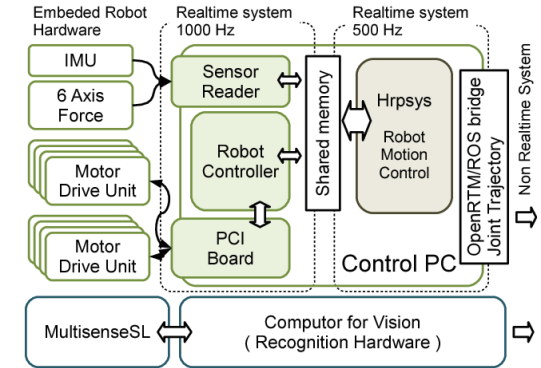 Embeded Robot
Hardware
Realtime system
1000 Hz
Realtime system
500 Hz
IMU
6 Axis
Force
Sensor
Reader
Robot
Controller
Motor
Drive Unit
Motor
Drive Unit
PCI
Board
Shared memory
Hrpsys
Robot
Motion
Control
Control PC
OpenRTM/ROS bridge
Joint Trajectory
Non Realtime System
MultisenseSL
Computor for Vision
( Recognition Hardware )